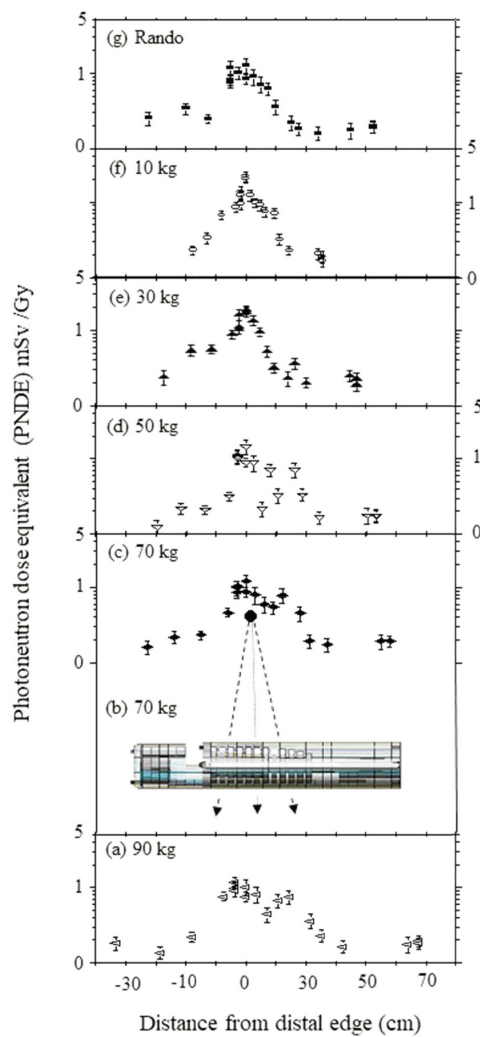 5
(g) Rando
1
0
5
(f) 10 kg
1
0
(e) 30 kg
1
0
(d) 50 kg
1
5
0
(c) 70 kg
1
0
(b) 70 kg
5
(a) 90 kg
1
0
-30 -10 0 10 30 50 70
Distance from distal edge (cm)
Photoneutron dose equivalent (PNDE) mSv /Gy